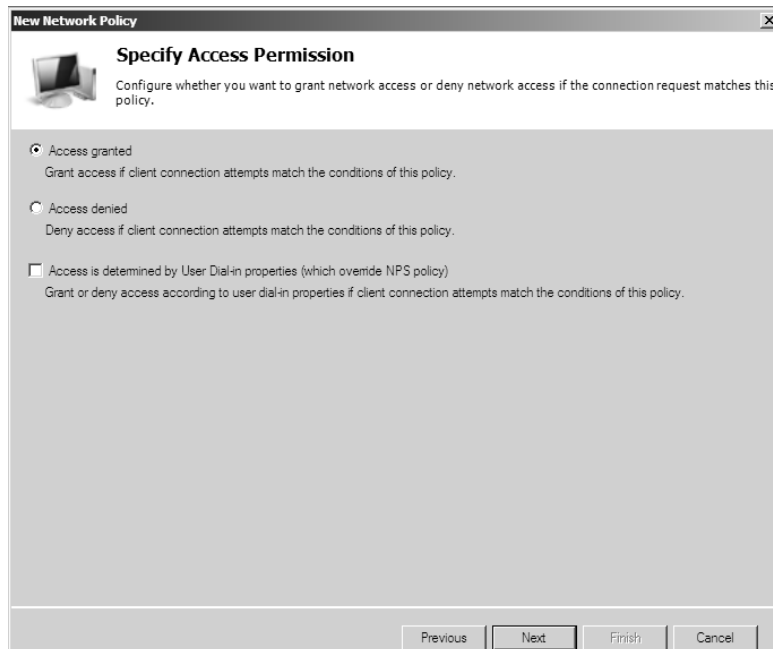 New Network Policy
Specify Access Permission
Configure whether you want to grant network access or deny network access if the connection request matches this
policy.
Access granted
Grant access if client connection attempts match the conditions of this policy.
Access denied
Deny access if client connection attempts match the conditions of this policy.
Access is determined by User Dial-in properties (which override NPS policy)
Grant or deny access according to user dial-in properties if client connection attempts match the conditions of this policy.
Previous Next Finish Cancel